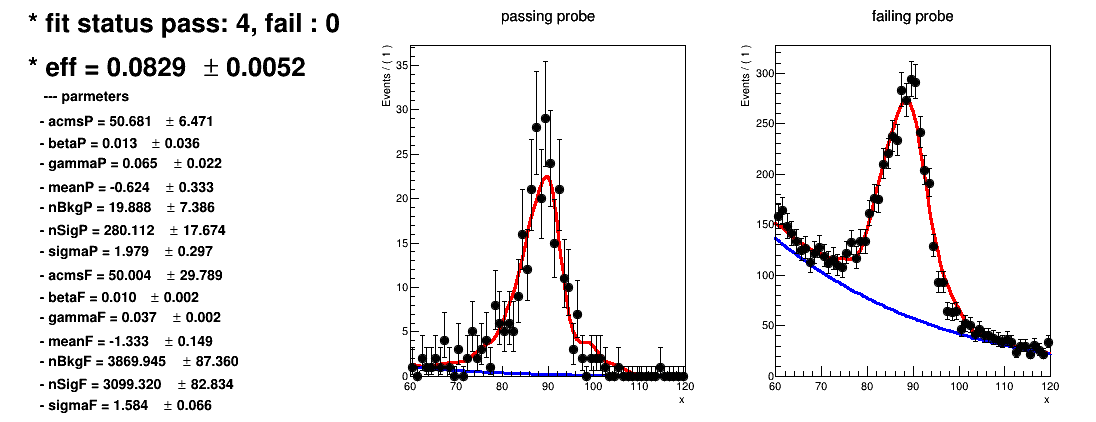 * fit status pass: 4, fail : 0
* eff = 0.0829 ± 0.0052
--- parmeters
- acmsP = 50.681 ± 6.471
- betaP = 0.013 ± 0.036
- gammaP = 0.065 ± 0.022
- meanP = -0.624 ± 0.333
- nBkgP = 19.888 ± 7.386
- nSigP = 280.112 ± 17.674
- sigmaP = 1.979 ± 0.297
- acmsF = 50.004 ± 29.789
- betaF = 0.010 ± 0.002
- gammaF = 0.037 ± 0.002
- meanF = -1.333 ± 0.149
- nBkgF = 3869.945 ± 87.360
- nSigF = 3099.320 ± 82.834
- sigmaF = 1.584 ± 0.066
passing probe
Events / ( 1 )
35
30
25
20
15
10
5
0
60 70 80 90 100 110 120
x
failing probe
Events / ( 1 )
300
250
200
150
100
50
0
60 70 80 90 100 110 120
x